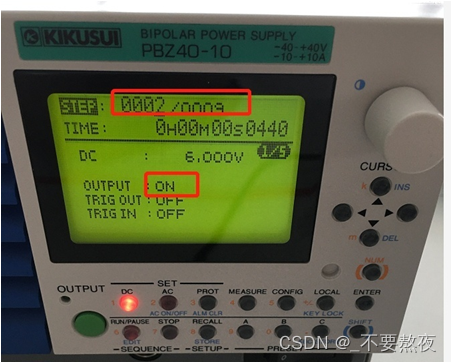 KIKUSUI
BIPOLAR POWER SUPPLY
PBZ40-10
-40-+40V
-10-+10A
STEP: 0002/0009
TIME: 0H00M00S0440
DC : 6.000V 1/5
OUTPUT : ON
TRIG OUT : OFF
TRIG IN : OFF
CURS
k INS
m DEL
NUM
OUTPUT
SET
DC AC PROT MEASURE CONFIG LOCAL ENTER
AC ON/OFF ALM CLR KEY LOCK
RUN/PAUSE STOP RECALL A B C SHIFT
EDIT STORE
SEQUENCE SETUP
CSDN @_不要熬夜